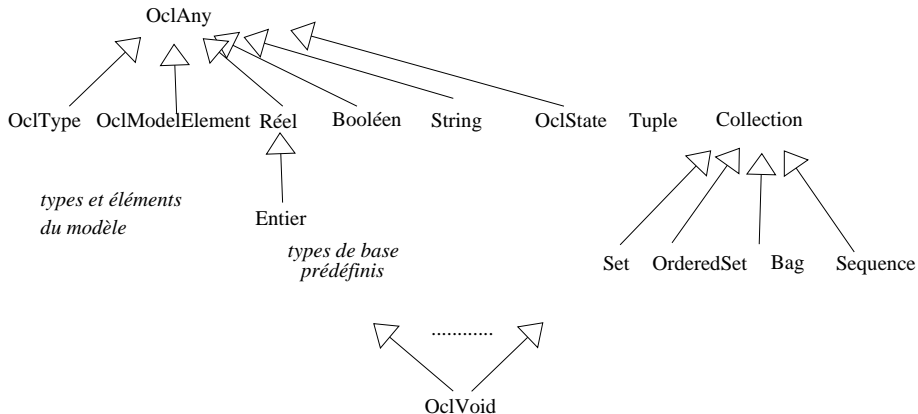 OclAny
OclType OclModelElement Réel Booléen String OclState Tuple Collection
types et éléments
du modèle
Entier
types de base
prédéfinis
Set OrderedSet Bag Sequence
............
OclVoid